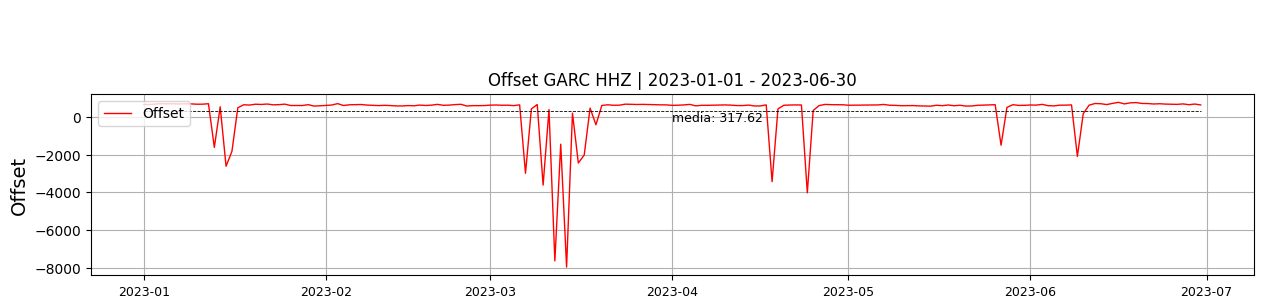 Offset GARC HHZ | 2023-01-01 - 2023-06-30
Offset
media: 317.62
Offset
0
−2000
−4000
−6000
−8000
2023-01 2023-02 2023-03 2023-04 2023-05 2023-06 2023-07